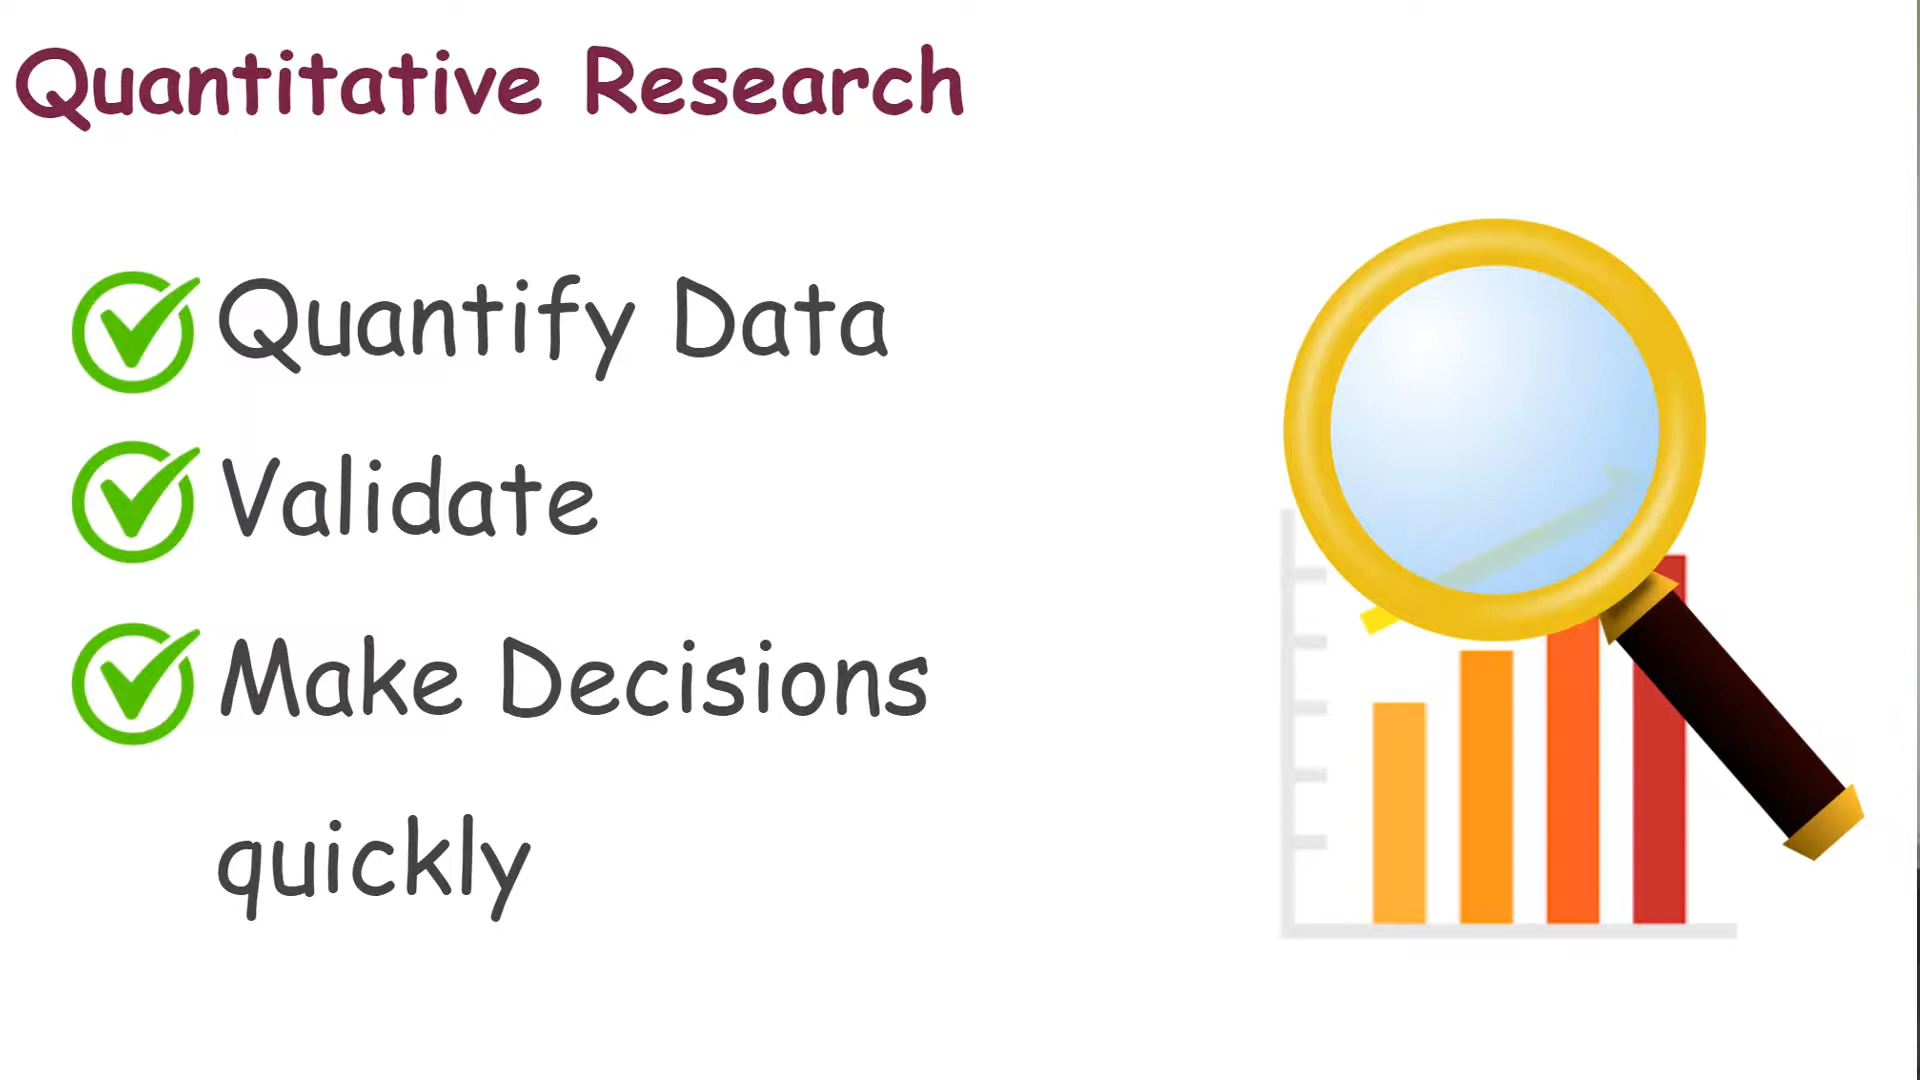 Quantitative Research
Quantify Data
Validate
Make Decisions
quickly